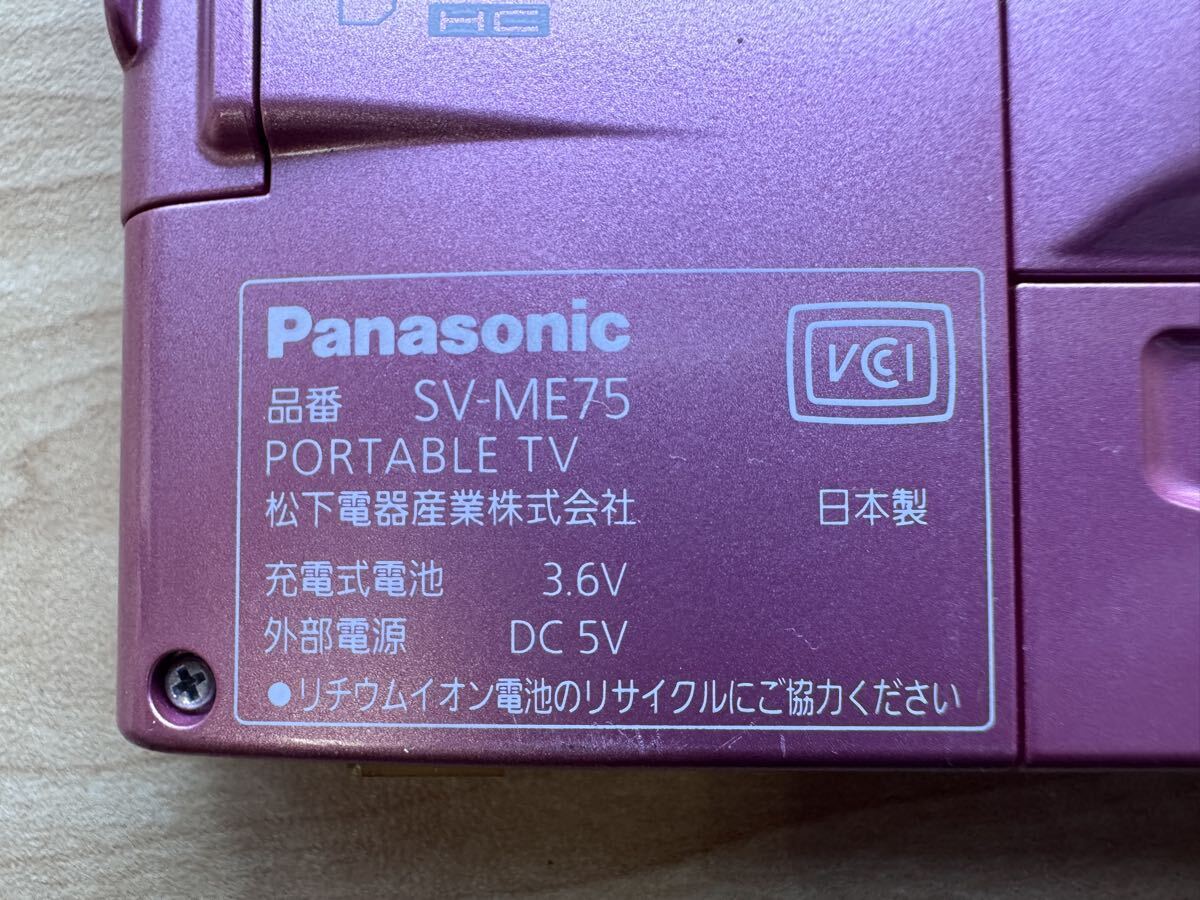 HC
Panasonic
VCCI
品番 SV-ME75
PORTABLE TV
松下電器産業株式会社 日本製
充電式電池 3.6V
外部電源 DC 5V
●リチウムイオン電池のリサイクルにご協力ください